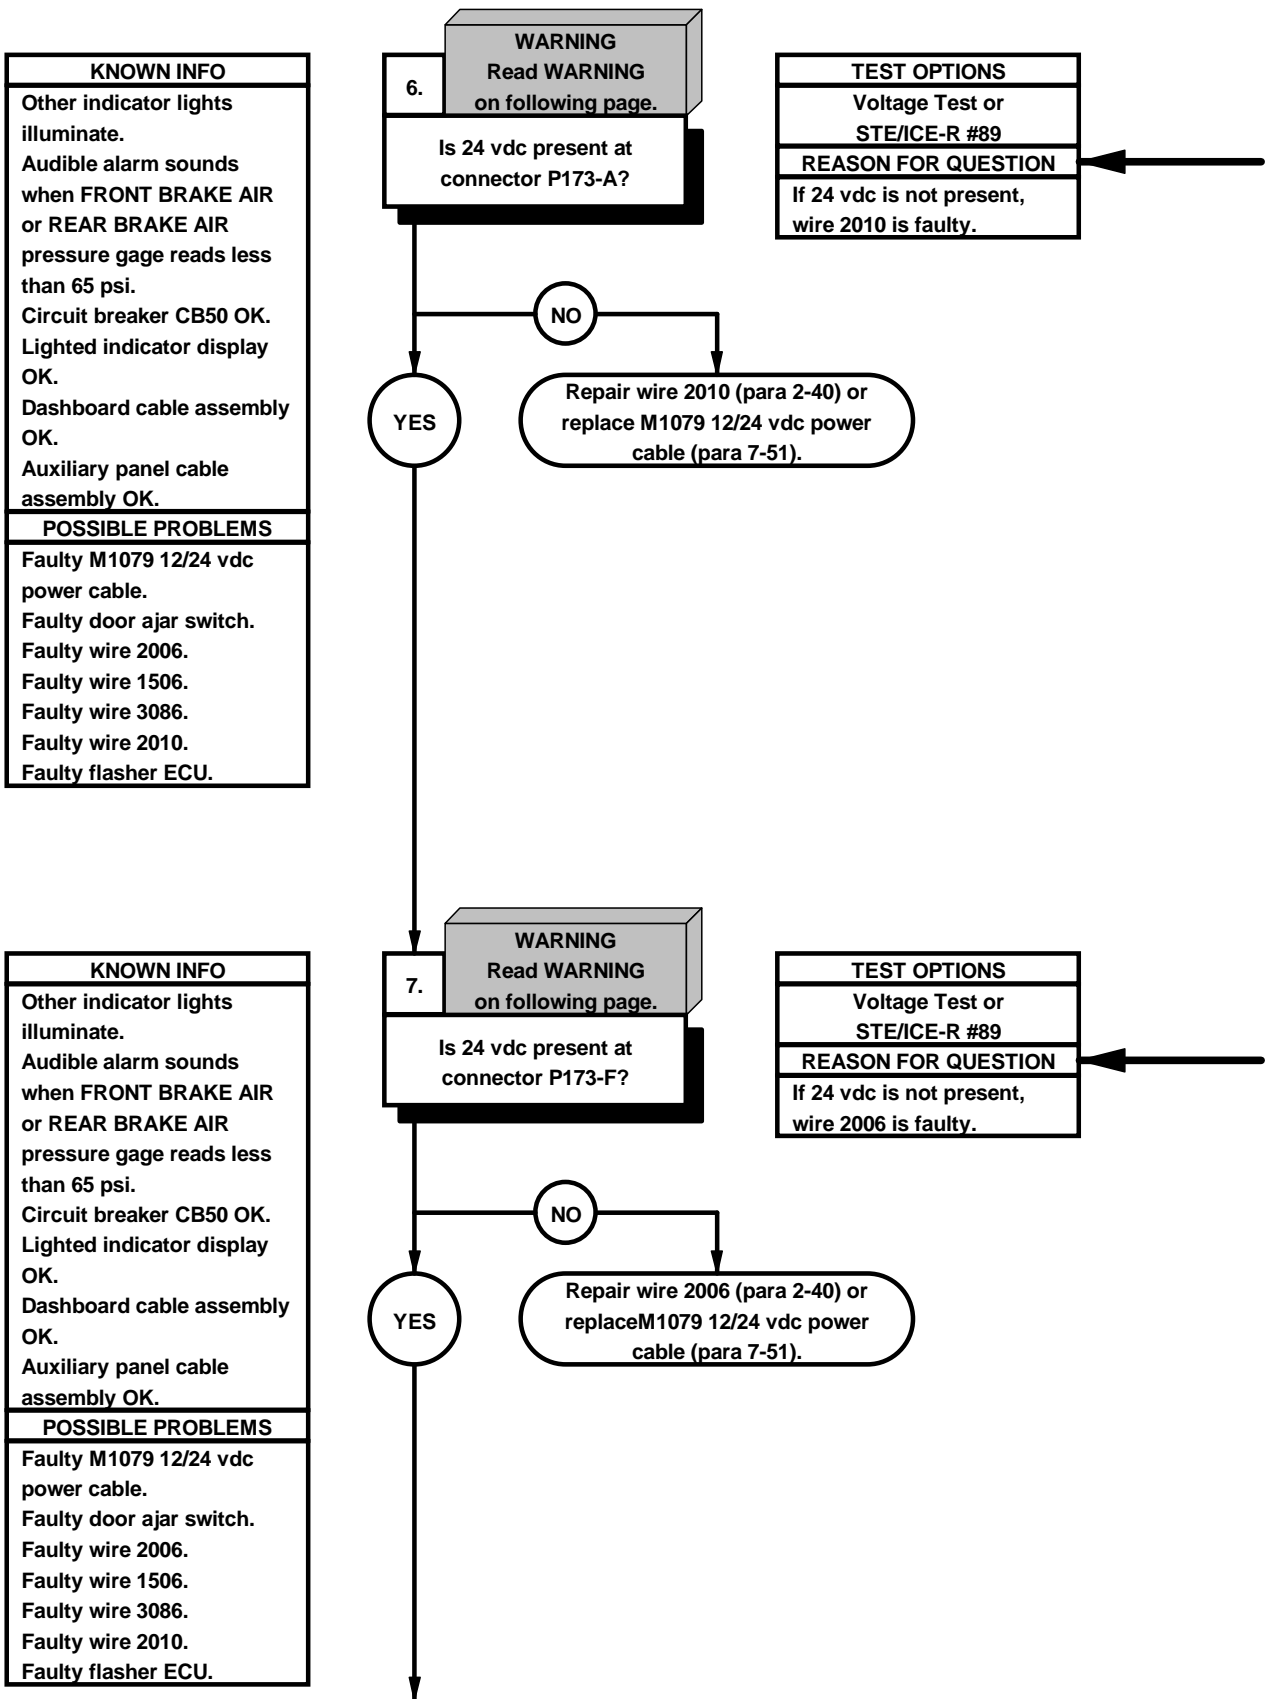 KNOWN INFO
Other indicator lights
illuminate.
Audible alarm sounds
when FRONT BRAKE AIR
or REAR BRAKE AIR
pressure gage reads less
than 65 psi.
Circuit breaker CB50 OK.
Lighted indicator display
OK.
Dashboard cable assembly
OK.
Auxiliary panel cable
assembly OK.
POSSIBLE PROBLEMS
Faulty M1079 12/24 vdc
power cable.
Faulty door ajar switch.
Faulty wire 2006.
Faulty wire 1506.
Faulty wire 3086.
Faulty wire 2010.
Faulty flasher ECU.
WARNING
Read WARNING
on following page.
6.
Is 24 vdc present at
connector P173-A?
NO
YES
Repair wire 2010 (para 2-40) or
replace M1079 12/24 vdc power
cable (para 7-51).
TEST OPTIONS
Voltage Test or
STE/ICE-R #89
REASON FOR QUESTION
If 24 vdc is not present,
wire 2010 is faulty.
KNOWN INFO
Other indicator lights
illuminate.
Audible alarm sounds
when FRONT BRAKE AIR
or REAR BRAKE AIR
pressure gage reads less
than 65 psi.
Circuit breaker CB50 OK.
Lighted indicator display
OK.
Dashboard cable assembly
OK.
Auxiliary panel cable
assembly OK.
POSSIBLE PROBLEMS
Faulty M1079 12/24 vdc
power cable.
Faulty door ajar switch.
Faulty wire 2006.
Faulty wire 1506.
Faulty wire 3086.
Faulty wire 2010.
Faulty flasher ECU.
WARNING
Read WARNING
on following page.
7.
Is 24 vdc present at
connector P173-F?
NO
YES
Repair wire 2006 (para 2-40) or
replaceM1079 12/24 vdc power
cable (para 7-51).
TEST OPTIONS
Voltage Test or
STE/ICE-R #89
REASON FOR QUESTION
If 24 vdc is not present,
wire 2006 is faulty.